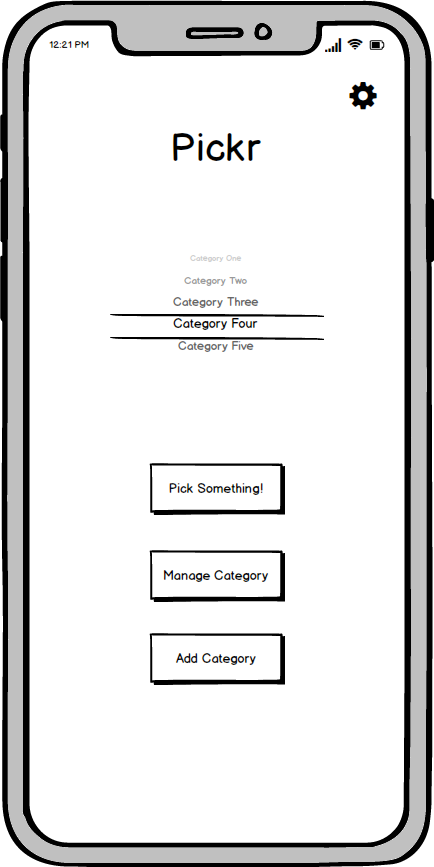 12:21 PM
Pickr
Category One
Category Two
Category Three
Category Four
Category Five
Pick Something!
Manage Category
Add Category